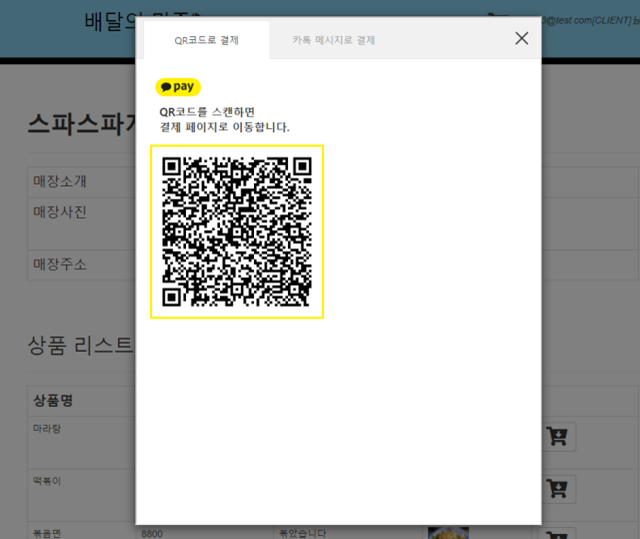 배달의 민족
@test.com[CLIENT]
QR코드로 결제
카톡 메시지로 결제
pay
QR코드를 스캔하면
결제 페이지로 이동합니다.
스파스파
매장소개
매장사진
매장주소
상품 리스트
상품명
마라탕
떡볶이
볶음면 8800 볶았습니다